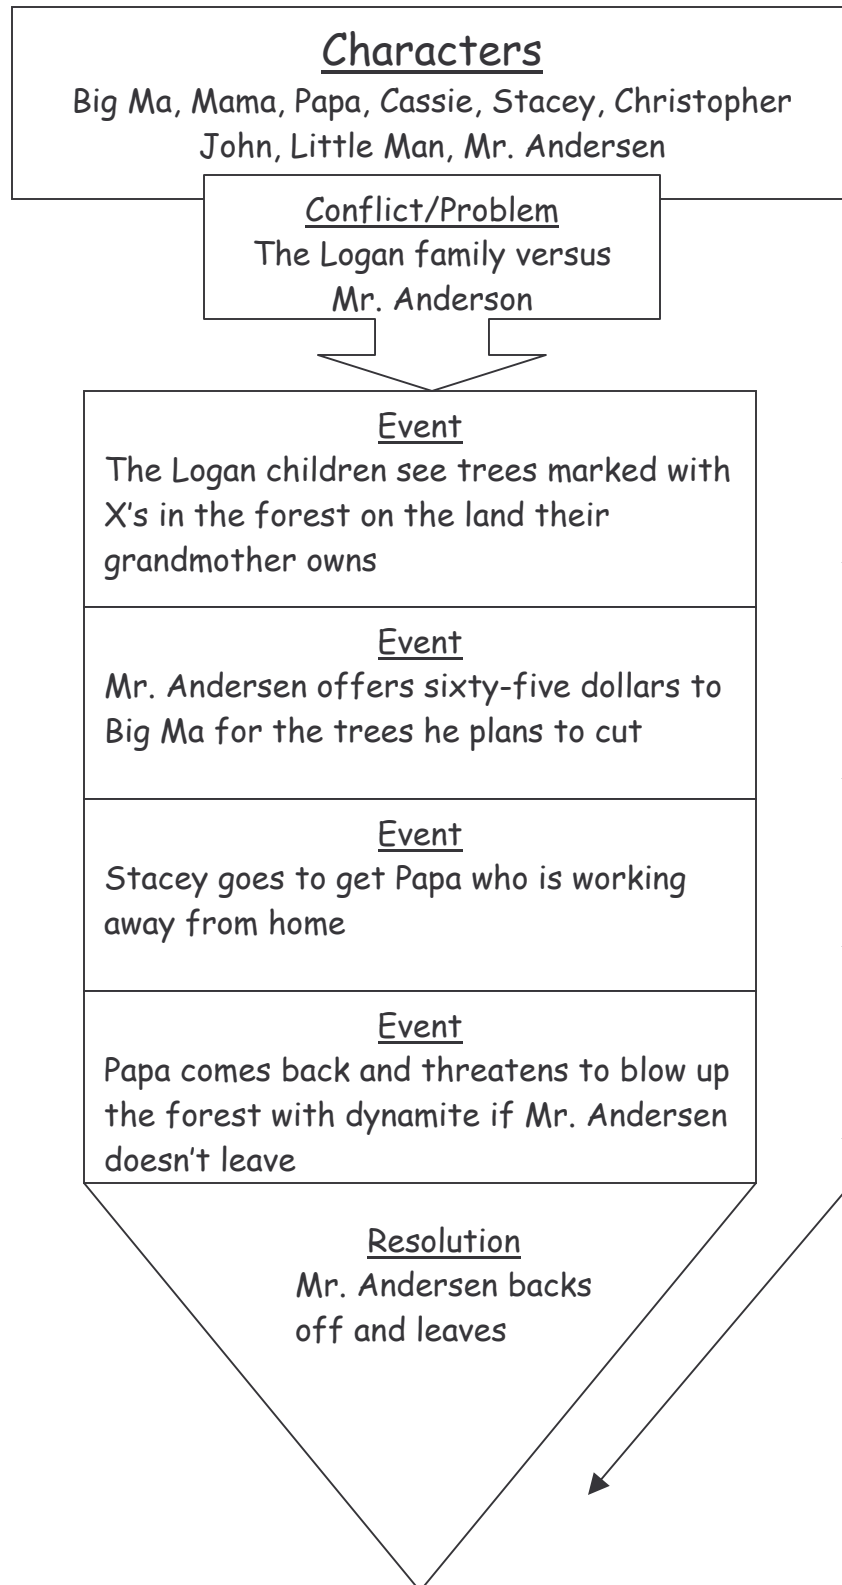 Characters
Big Ma, Mama, Papa, Cassie, Stacey, Christopher
John, Little Man, Mr. Andersen
Conflict/Problem
The Logan family versus
Mr. Anderson
Event
The Logan children see trees marked with
X's in the forest on the land their
grandmother owns
Event
Mr. Andersen offers sixty-five dollars to
Big Ma for the trees he plans to cut
Event
Stacey goes to get Papa who is working
away from home
Event
Papa comes back and threatens to blow up
the forest with dynamite if Mr. Andersen
doesn't leave
Resolution
Mr. Andersen backs
off and leaves